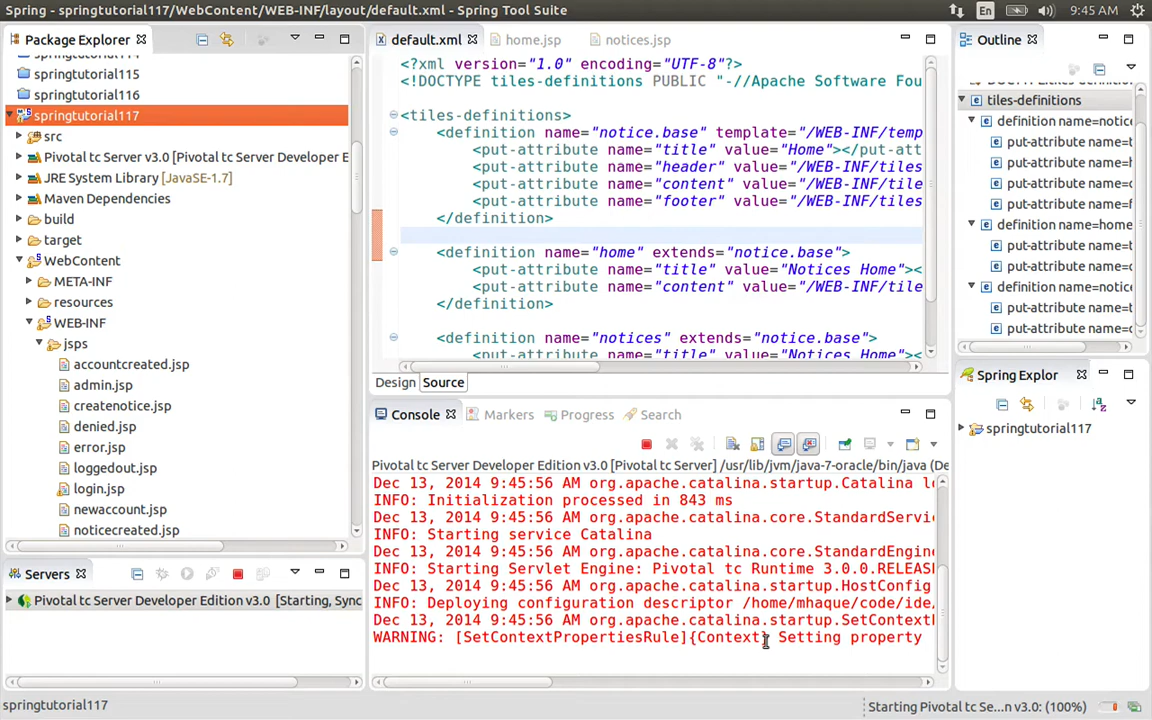 Spring - springtutorial117/WebContent/WEB-INF/layout/default.xml - Spring Tool Suite
En
9:45 AM
Package Explorer
springtutorial114
springtutorial115
springtutorial116
springtutorial117
src
Pivotal tc Server v3.0 [Pivotal tc Server Developer E
JRE System Library [JavaSE-1.7]
Maven Dependencies
build
target
WebContent
META-INF
resources
WEB-INF
jsps
accountcreated.jsp
admin.jsp
createnotice.jsp
denied.jsp
error.jsp
loggedout.jsp
login.jsp
newaccount.jsp
noticecreated.jsp
Servers
Pivotal tc Server Developer Edition v3.0 [Starting, Sync
default.xml
home.jsp
notices.jsp
<?xml version="1.0" encoding="UTF-8"?>
<!DOCTYPE tiles-definitions PUBLIC "-//Apache Software Fou
<tiles-definitions>
<definition name="notice.base" template="/WEB-INF/temp
<put-attribute name="title" value="Home"></put-att
<put-attribute name="header" value="/WEB-INF/tiles
<put-attribute name="content" value="/WEB-INF/tile
<put-attribute name="footer" value="/WEB-INF/tiles
</definition>
<definition name="home" extends="notice.base">
<put-attribute name="title" value="Notices Home"><
<put-attribute name="content" value="/WEB-INF/tile
</definition>
<definition name="notices" extends="notice.base">
<put-attribute name="title" value="Notices Home"><
Design
Source
Console
Markers
Progress
Search
Pivotal tc Server Developer Edition v3.0 [Pivotal tc Server] /usr/lib/jvm/java-7-oracle/bin/java (De
Dec 13, 2014 9:45:56 AM org.apache.catalina.startup.Catalina lo
INFO: Initialization processed in 843 ms
Dec 13, 2014 9:45:56 AM org.apache.catalina.core.StandardServic
INFO: Starting service Catalina
Dec 13, 2014 9:45:56 AM org.apache.catalina.core.StandardEngine
INFO: Starting Servlet Engine: Pivotal tc Runtime 3.0.0.RELEAS
Dec 13, 2014 9:45:56 AM org.apache.catalina.startup.HostConfig
INFO: Deploying configuration descriptor /home/mhaque/code/ide/
Dec 13, 2014 9:45:56 AM org.apache.catalina.startup.SetContextP
WARNING: [SetContextPropertiesRule]{Context} Setting property
Outline
tiles-definitions
definition name=notice
put-attribute name=t
put-attribute name=h
put-attribute name=c
put-attribute name=f
definition name=home
put-attribute name=t
put-attribute name=c
definition name=notice
put-attribute name=t
put-attribute name=c
Spring Explor
springtutorial117
springtutorial117
Starting Pivotal tc Se...n v3.0: (100%)